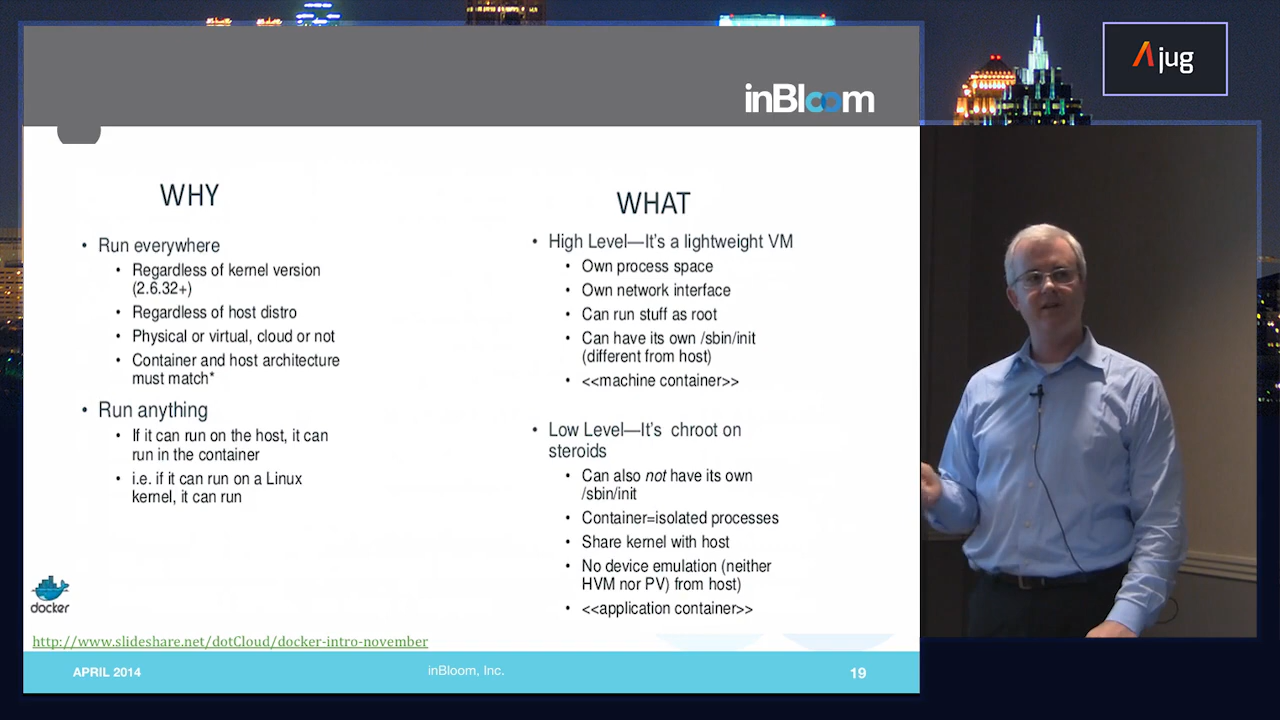 inBloom
ajug
WHY
• Run everywhere
• Regardless of kernel version
(2.6.32+)
• Regardless of host distro
• Physical or virtual, cloud or not
• Container and host architecture
must match*
• Run anything
• If it can run on the host, it can
run in the container
• i.e. if it can run on a Linux
kernel, it can run
WHAT
• High Level—It's a lightweight VM
• Own process space
• Own network interface
• Can run stuff as root
• Can have its own /sbin/init
(different from host)
• <<machine container>>
• Low Level—It's chroot on
steroids
• Can also not have its own
/sbin/init
• Container=isolated processes
• Share kernel with host
• No device emulation (neither
HVM nor PV) from host)
• <<application container>>
docker
http://www.slideshare.net/dotCloud/docker-intro-november
APRIL 2014
inBloom, Inc.
19